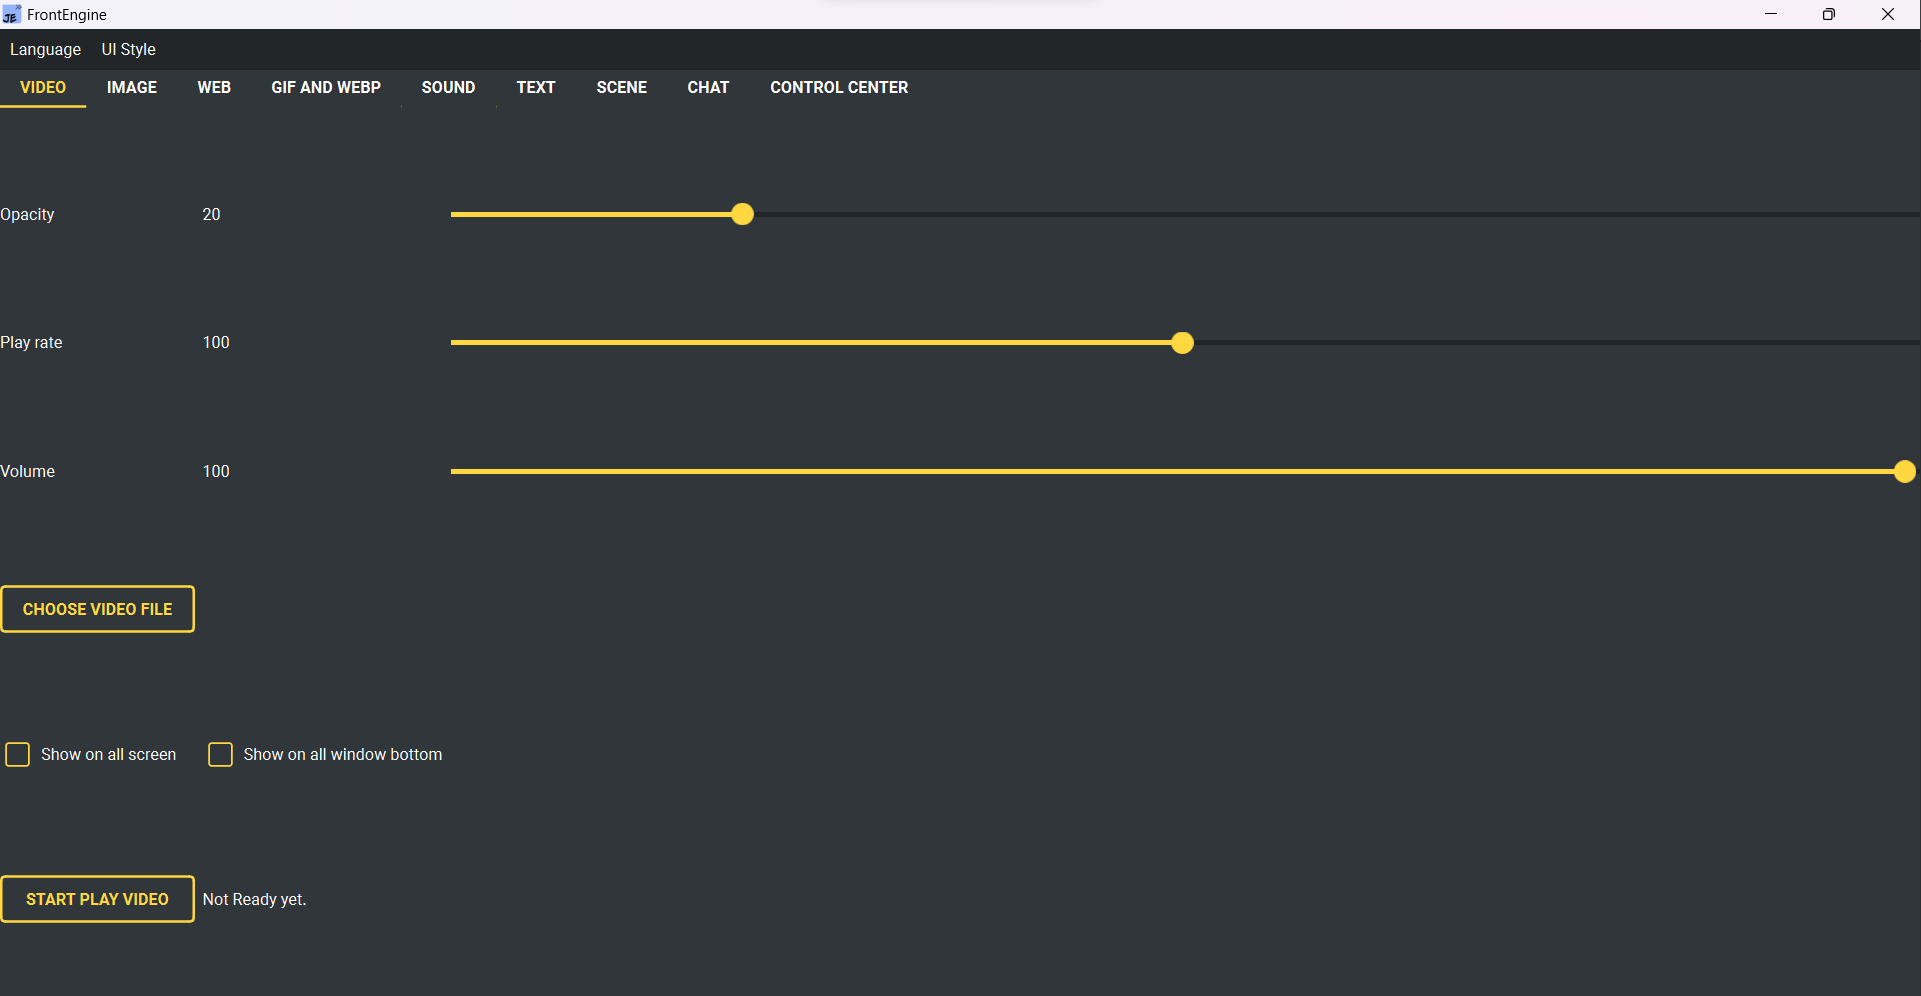 JE FrontEngine
Language UI Style
VIDEO IMAGE WEB GIF AND WEBP SOUND TEXT SCENE CHAT CONTROL CENTER
Opacity 20
Play rate 100
Volume 100
CHOOSE VIDEO FILE
Show on all screen Show on all window bottom
START PLAY VIDEO Not Ready yet.